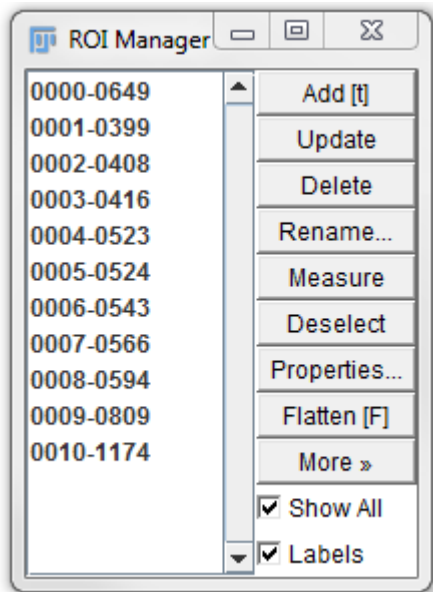 ROI Manager
0000-0649
0001-0399
0002-0408
0003-0416
0004-0523
0005-0524
0006-0543
0007-0566
0008-0594
0009-0809
0010-1174
Add [t]
Update
Delete
Rename...
Measure
Deselect
Properties...
Flatten [F]
More »
Show All
Labels